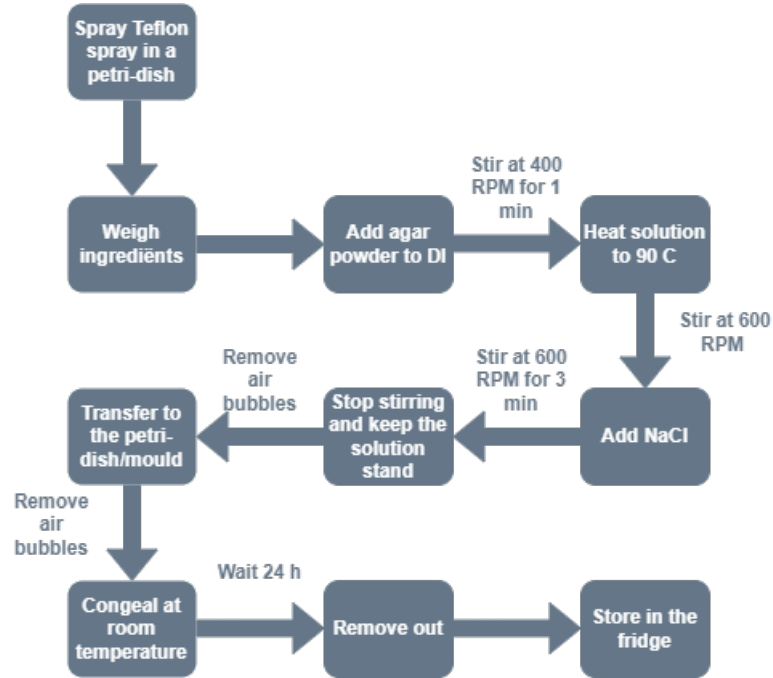 Spray Teflon
spray in a
petri-dish
Weigh
ingrediënts
Add agar
powder to DI
Stir at 400
RPM for 1
min
Heat solution
to 90 C
Stir at 600
RPM
Add NaCl
Stir at 600
RPM for 3
min
Stop stirring
and keep the
solution
stand
Remove
air
bubbles
Transfer to
the petri-
dish/mould
Remove
air
bubbles
Congeal at
room
temperature
Wait 24 h
Remove out
Store in the
fridge